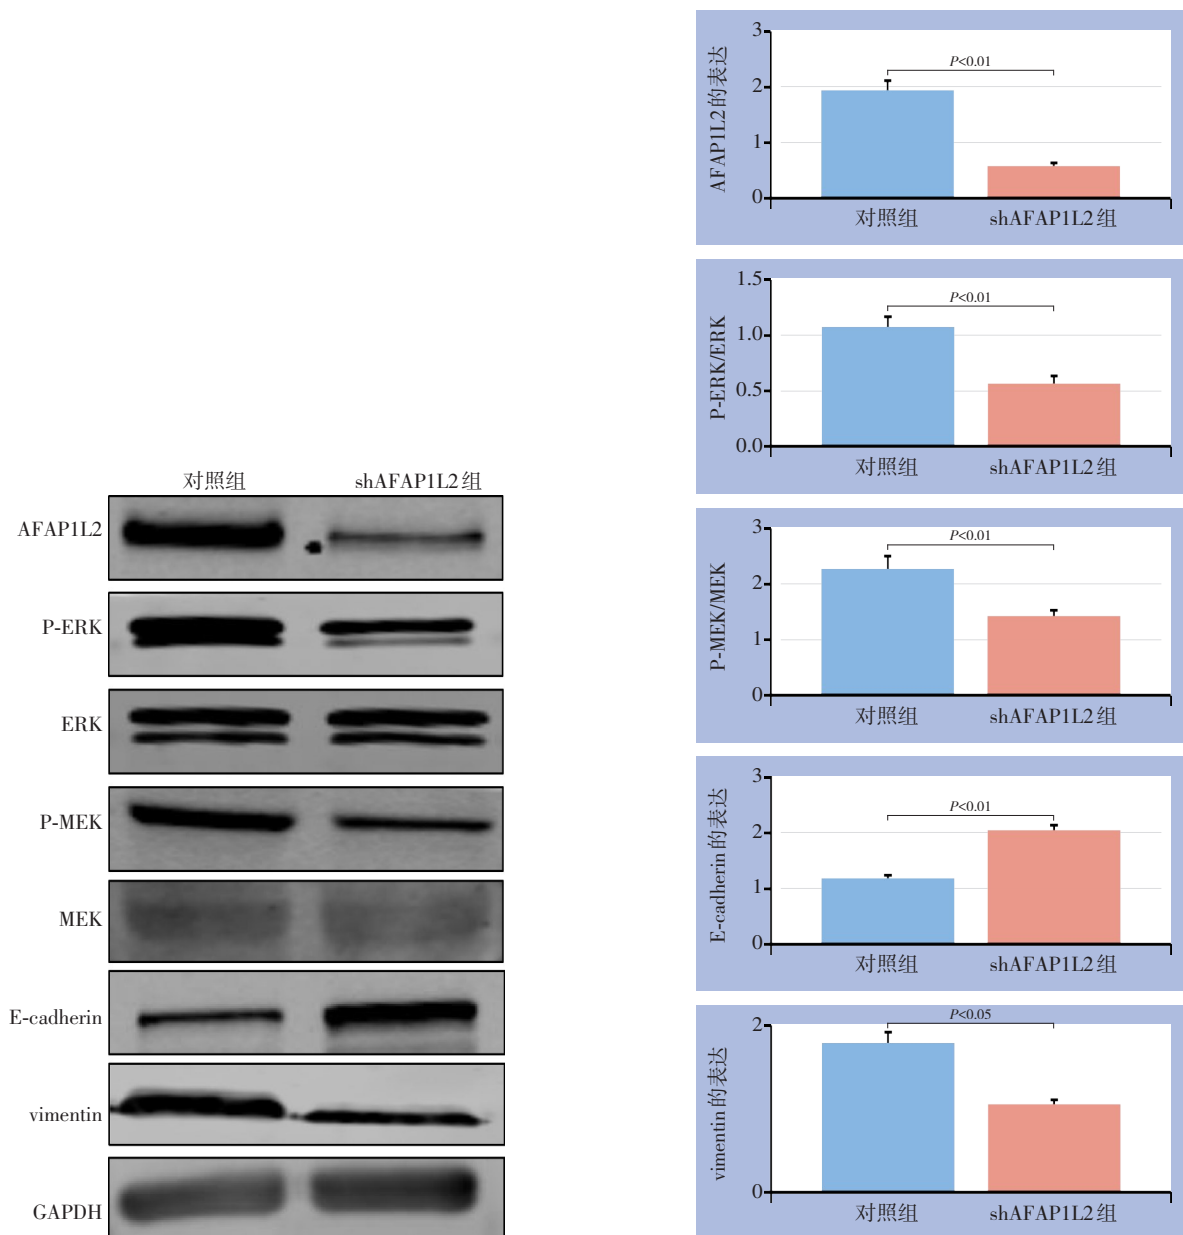 对照组 shAFAP1L2组
AFAP1L2
P-ERK
ERK
P-MEK
MEK
E-cadherin
vimentin
GAPDH
AFAP1L2的表达
3
2
1
0
P<0.01
对照组 shAFAP1L2组
P-ERK/ERK
1.5
1.0
0.5
0.0
P<0.01
对照组 shAFAP1L2组
P-MEK/MEK
3
2
1
0
P<0.01
对照组 shAFAP1L2组
E-cadherin的表达
3
2
1
0
P<0.01
对照组 shAFAP1L2组
vimentin的表达
2
0
P<0.05
对照组 shAFAP1L2组